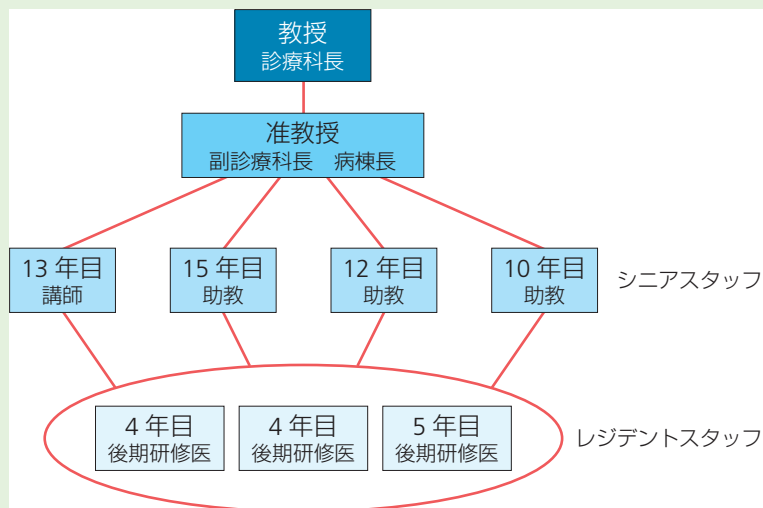 教授
診療科長
准教授
副診療科長 病棟長
13 年目
講師
15 年目
助教
12 年目
助教
10 年目
助教
シニアスタッフ
4 年目
後期研修医
4 年目
後期研修医
5 年目
後期研修医
レジデントスタッフ